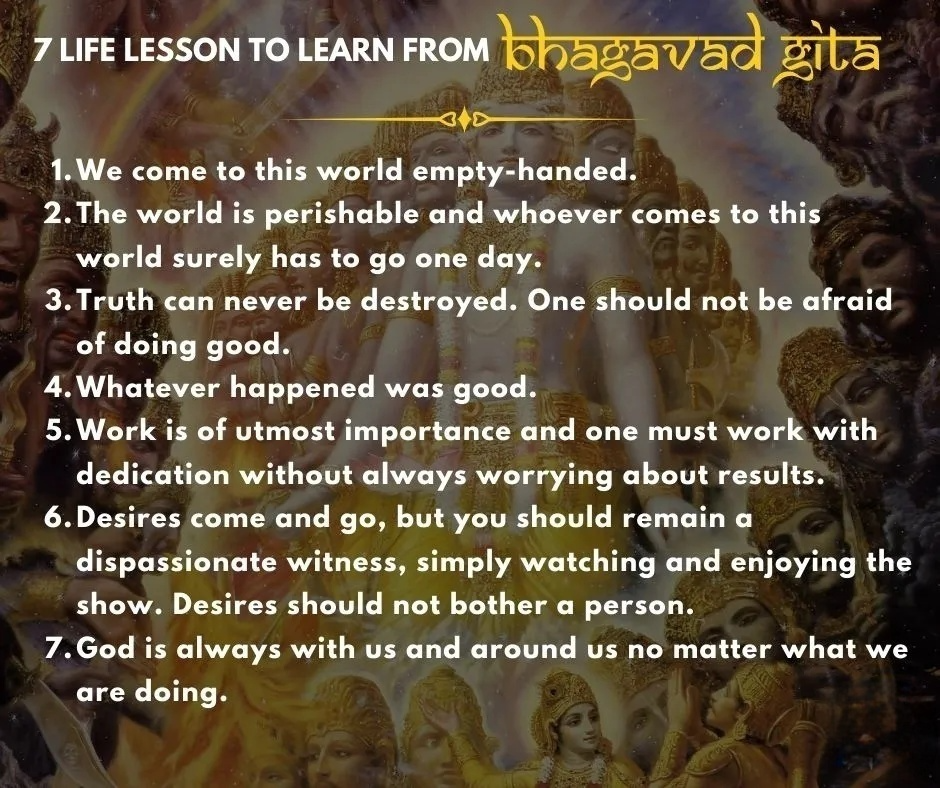 7 LIFE LESSON TO LEARN FROM bhagavad gita
1. We come to this world empty-handed.
2. The world is perishable and whoever comes to this
world surely has to go one day.
3. Truth can never be destroyed. One should not be afraid
of doing good.
4. Whatever happened was good.
5. Work is of utmost importance and one must work with
dedication without always worrying about results.
6. Desires come and go, but you should remain a
dispassionate witness, simply watching and enjoying the
show. Desires should not bother a person.
7. God is always with us and around us no matter what we
are doing.